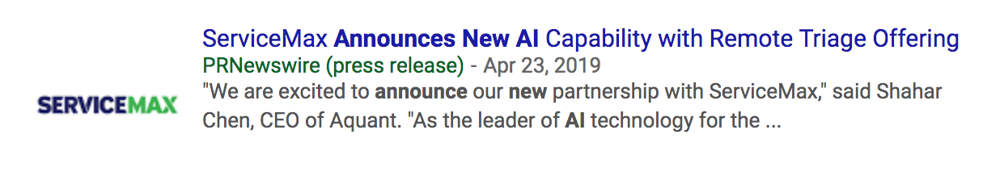 ServiceMax Announces New AI Capability with Remote Triage Offering
PRNewswire (press release) - Apr 23, 2019
SERVICEMAX
"We are excited to announce our new partnership with ServiceMax," said Shahar
Chen, CEO of Aquant. "As the leader of AI technology for the ...